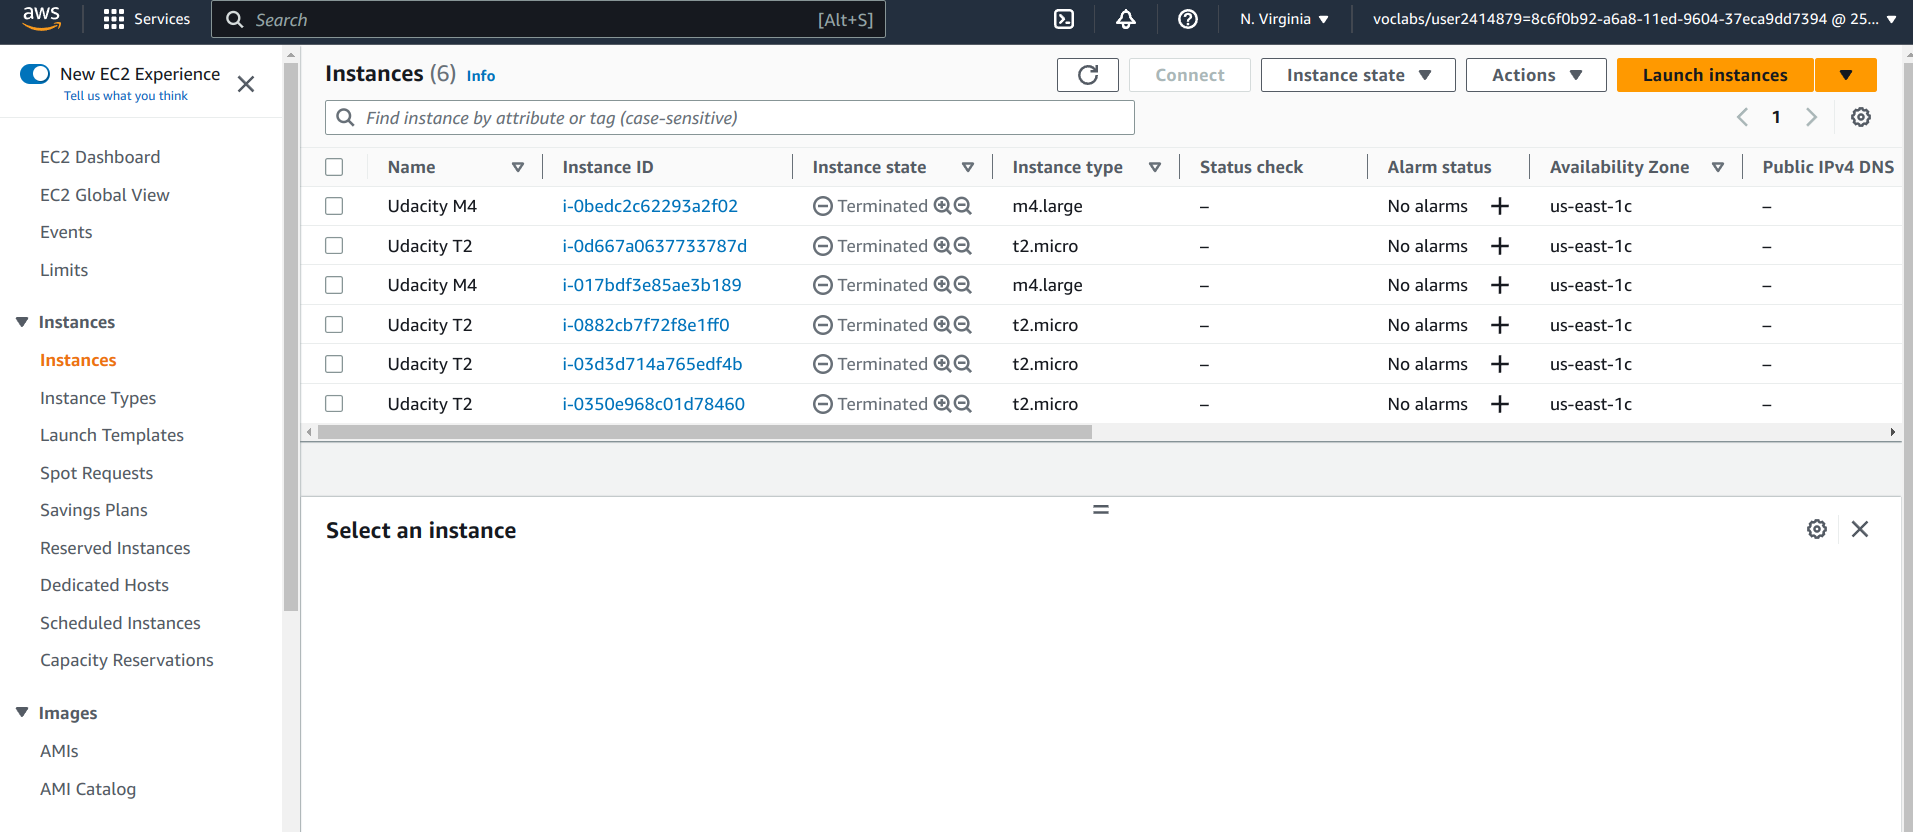 aws Services Search [Alt+S] N. Virginia voclabs/user2414879=8c6f0b92-a6a8-11ed-9604-37eca9dd7394 @ 25...
New EC2 Experience
Tell us what you think
EC2 Dashboard
EC2 Global View
Events
Limits
Instances
Instances
Instance Types
Launch Templates
Spot Requests
Savings Plans
Reserved Instances
Dedicated Hosts
Scheduled Instances
Capacity Reservations
Images
AMIs
AMI Catalog
Instances (6) Info Connect Instance state Actions Launch instances
Find instance by attribute or tag (case-sensitive) 1
Name Instance ID Instance state Instance type Status check Alarm status Availability Zone Public IPv4 DNS
Udacity M4 i-0bedc2c62293a2f02 Terminated m4.large – No alarms us-east-1c –
Udacity T2 i-0d667a0637733787d Terminated t2.micro – No alarms us-east-1c –
Udacity M4 i-017bdf3e85ae3b189 Terminated m4.large – No alarms us-east-1c –
Udacity T2 i-0882cb7f72f8e1ff0 Terminated t2.micro – No alarms us-east-1c –
Udacity T2 i-03d3d714a765edf4b Terminated t2.micro – No alarms us-east-1c –
Udacity T2 i-0350e968c01d78460 Terminated t2.micro – No alarms us-east-1c –
Select an instance